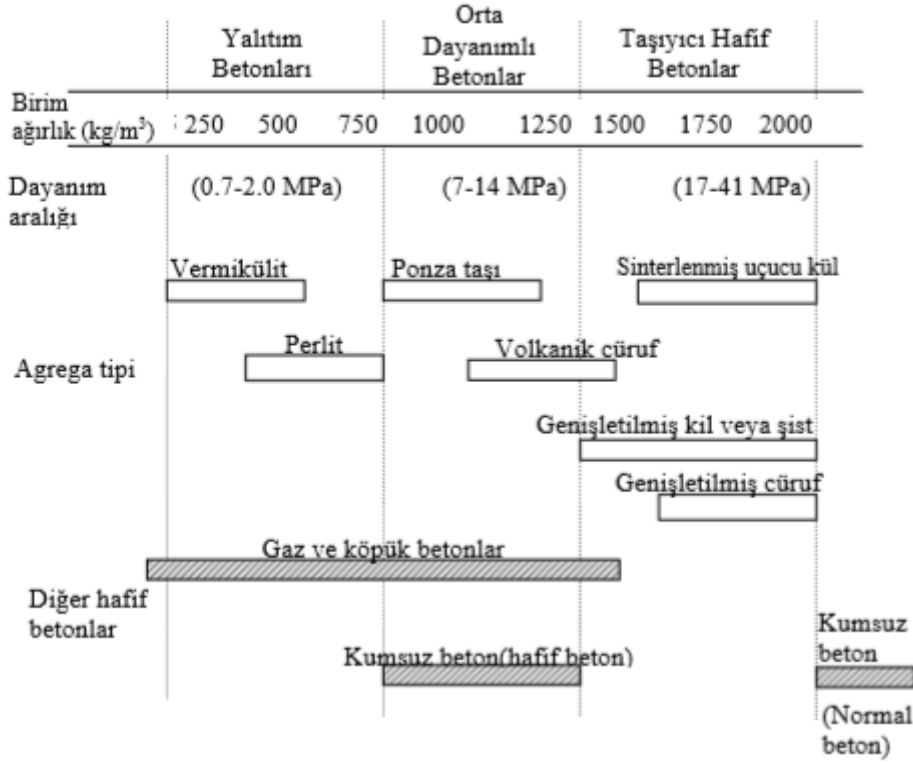 Yalıtım
Betonları
Orta
Dayanımlı
Betonlar
Taşıyıcı Hafif
Betonlar
Birim
ağırlık (kg/m³)
250 500 750 1000 1250 1500 1750 2000
Dayanım
aralığı
(0.7-2.0 MPa) (7-14 MPa) (17-41 MPa)
Vermikülit Ponza taşı Sinterlenmiş uçucu kül
Agrega tipi
Perlit Volkanik cüruf
Genişletilmiş kil veya şist
Genişletilmiş cüruf
Gaz ve köpük betonlar
Diğer hafif
betonlar
Kumsuz beton(hafif beton)
Kumsuz
beton
(Normal
beton)